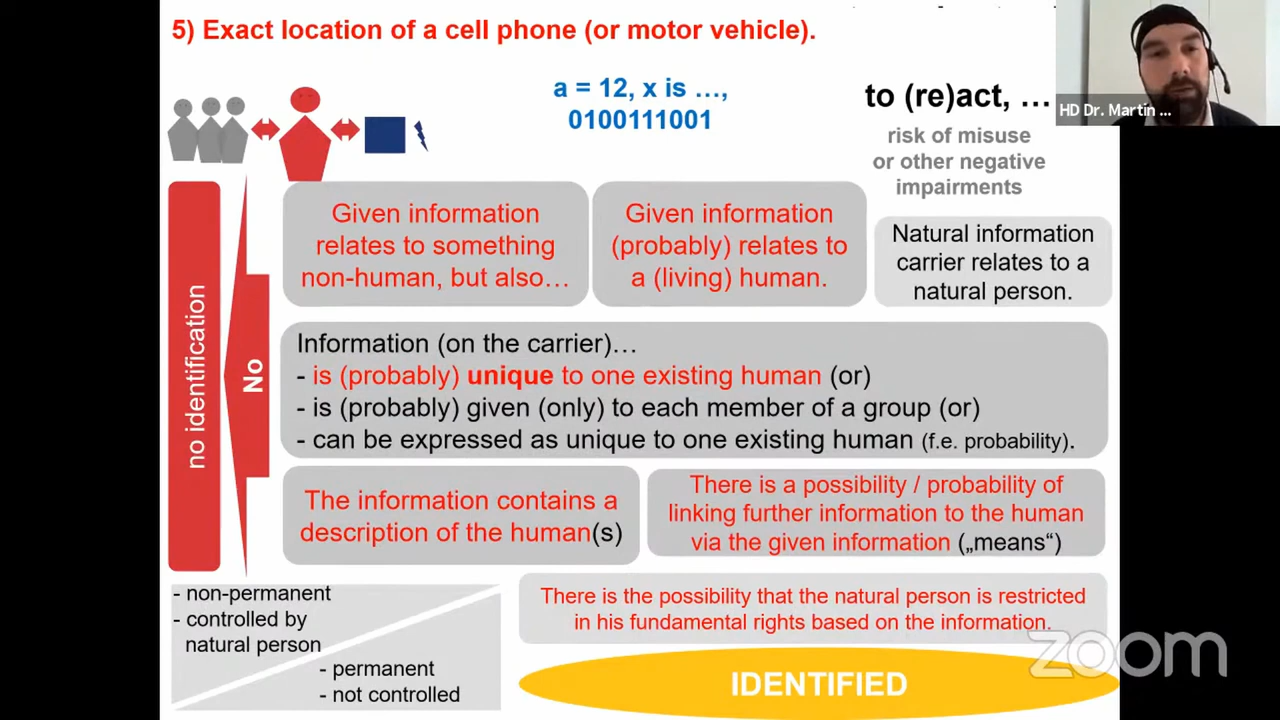 5) Exact location of a cell phone (or motor vehicle).
a = 12, x is …,
0100111001
to (re)act, …
risk of misuse
or other negative
impairments
HD Dr. Martín ...
no identification
No
Given information
relates to something
non-human, but also…
Given information
(probably) relates to
a (living) human.
Natural information
carrier relates to a
natural person.
Information (on the carrier)…
- is (probably) unique to one existing human (or)
- is (probably) given (only) to each member of a group (or)
- can be expressed as unique to one existing human (f.e. probability).
The information contains a
description of the human(s)
There is a possibility / probability of
linking further information to the human
via the given information („means“)
- non-permanent
- controlled by
natural person
- permanent
- not controlled
There is the possibility that the natural person is restricted
in his fundamental rights based on the information.
IDENTIFIED
zoom